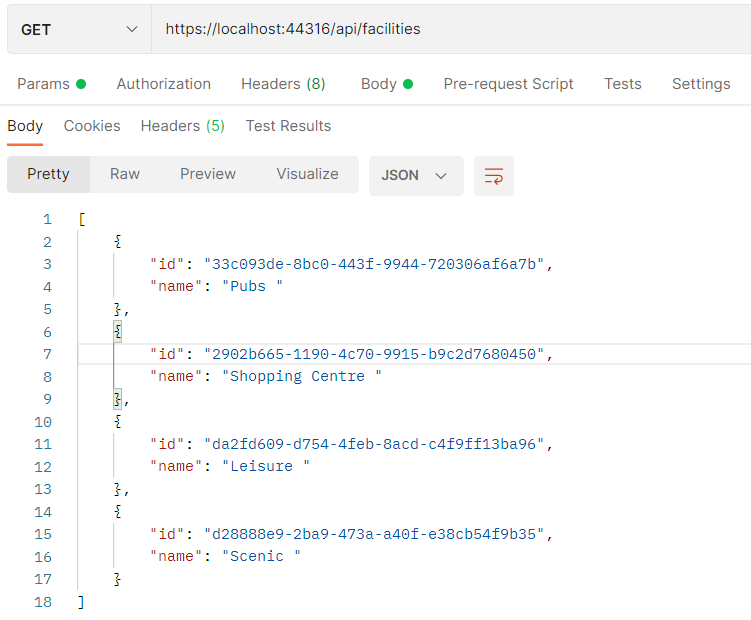 GET https://localhost:44316/api/facilities
Params Authorization Headers (8) Body Pre-request Script Tests Settings
Body Cookies Headers (5) Test Results
Pretty Raw Preview Visualize JSON
1 [
2 {
3 "id": "33c093de-8bc0-443f-9944-720306af6a7b",
4 "name": "Pubs "
5 },
6 {
7 "id": "2902b665-1190-4c70-9915-b9c2d7680450",
8 "name": "Shopping Centre "
9 },
10 {
11 "id": "da2fd609-d754-4feb-8acd-c4f9ff13ba96",
12 "name": "Leisure "
13 },
14 {
15 "id": "d28888e9-2ba9-473a-a40f-e38cb54f9b35",
16 "name": "Scenic "
17 }
18 ]